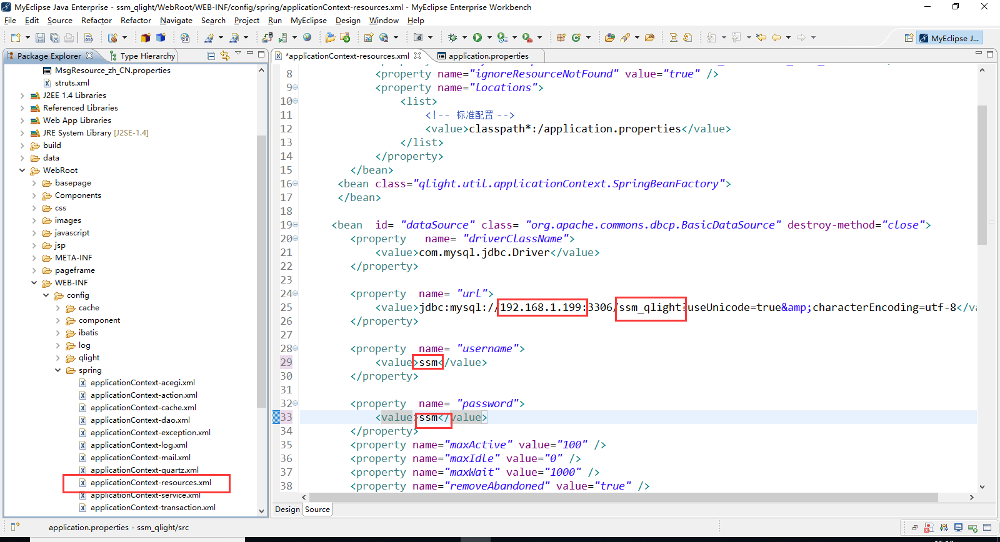 MyEclipse Java Enterprise - ssm_qlight/WebRoot/WEB-INF/config/spring/applicationContext-resources.xml - MyEclipse Enterprise Workbench
File Edit Source Refactor Refactor Navigate Search Project Run MyEclipse Design Window Help
MyEclipse J...
Package Explorer
Type Hierarchy
MsgResource_zh_CN.properties
struts.xml
J2EE 1.4 Libraries
Referenced Libraries
Web App Libraries
JRE System Library [J2SE-1.4]
build
data
WebRoot
basepage
Components
css
images
javascript
jsp
META-INF
pageframe
WEB-INF
config
cache
component
ibatis
log
qlight
spring
applicationContext-acegi.xml
applicationContext-action.xml
applicationContext-cache.xml
applicationContext-dao.xml
applicationContext-exception.xml
applicationContext-log.xml
applicationContext-mail.xml
applicationContext-quartz.xml
applicationContext-resources.xml
applicationContext-service.xml
applicationContext-transaction.xml
*applicationContext-resources.xml
application.properties
8 <property name="ignoreResourceNotFound" value="true" />
9 <property name="locations">
10 <list>
11 <!-- 标准配置 -->
12 <value>classpath*:/application.properties</value>
13 </list>
14 </property>
15 </bean>
16 <bean class="qlight.util.applicationContext.SpringBeanFactory">
17 </bean>
18
19 <bean id= "dataSource" class= "org.apache.commons.dbcp.BasicDataSource" destroy-method="close">
20 <property name= "driverClassName">
21 <value>com.mysql.jdbc.Driver</value>
22 </property>
23
24 <property name= "url">
25 <value>jdbc:mysql://192.168.1.199:3306/ssm_qlight?useUnicode=true&amp;characterEncoding=utf-8</va
26 </property>
27
28 <property name= "username">
29 <value>ssm</value>
30 </property>
31
32 <property name= "password">
33 <value>ssm</value>
34 </property>
35 <property name="maxActive" value="100" />
36 <property name="maxIdle" value="0" />
37 <property name="maxWait" value="1000" />
38 <property name="removeAbandoned" value="true" />
Design Source
application.properties - ssm_qlight/src